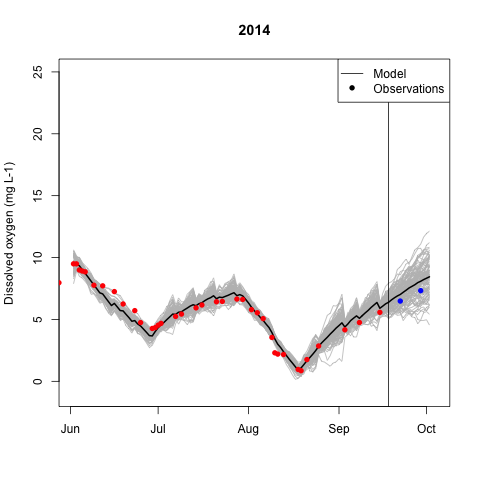 2014
Model
Observations
Dissolved oxygen (mg L-1)
25
20
15
10
5
0
Jun
Jul
Aug
Sep
Oct